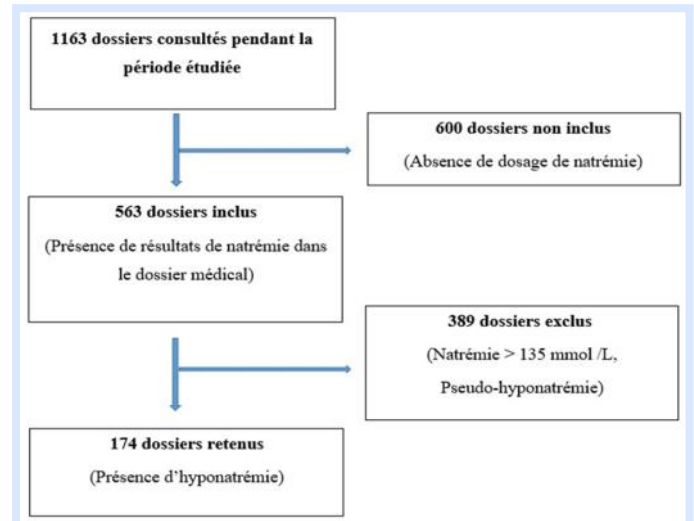 1163 dossiers consultés pendant la
période étudiée
600 dossiers non inclus
(Absence de dosage de natrémie)
563 dossiers inclus
(Présence de résultats de natrémie dans
le dossier médical)
389 dossiers exclus
(Natrémie > 135 mmol /L,
Pseudo-hyponatrémie)
174 dossiers retenus
(Présence d’hyponatrémie)